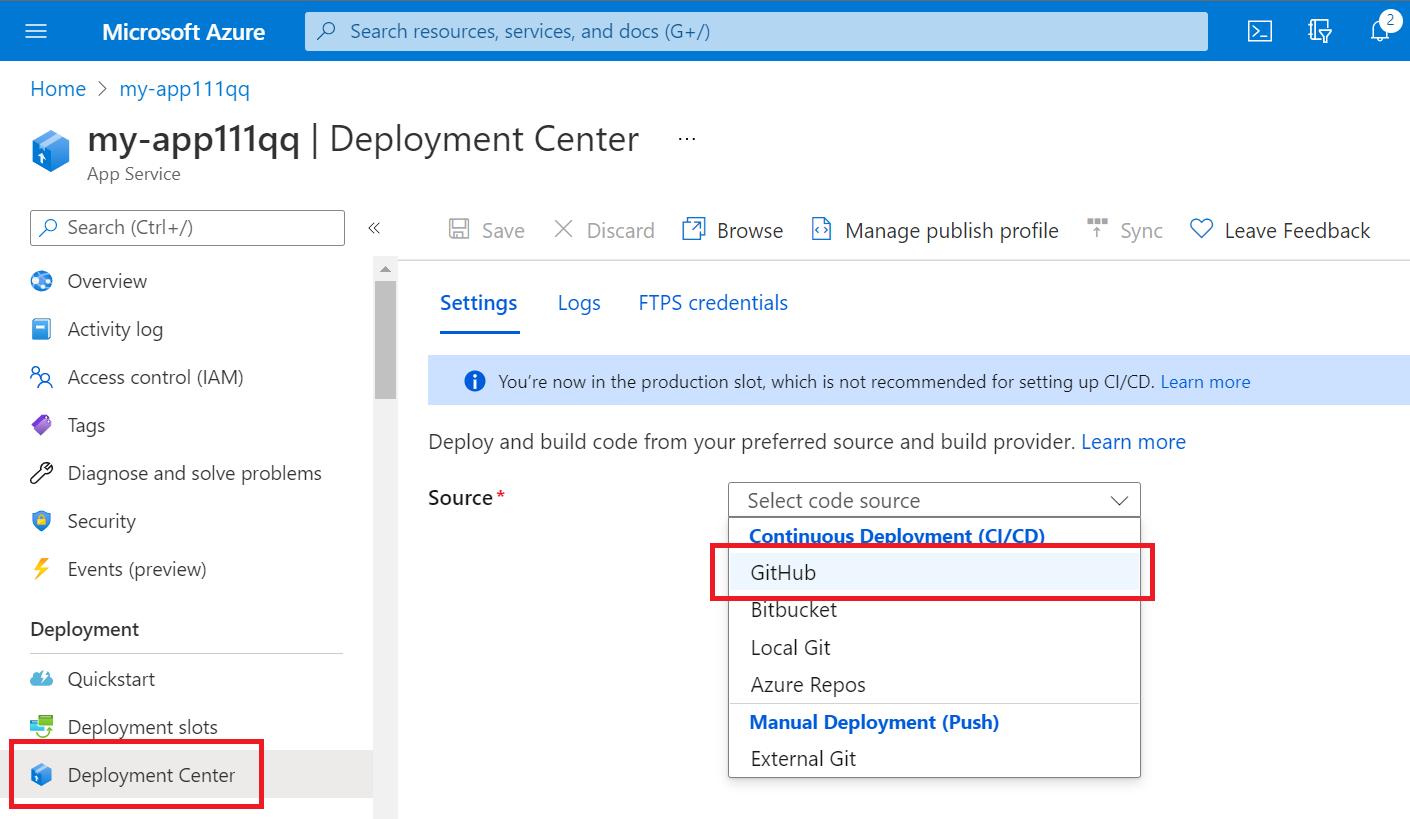 Microsoft Azure
Search resources, services, and docs (G+/)
2
Home > my-app111qq
my-app111qq | Deployment Center ...
App Service
Search (Ctrl+/)
«
Save
Discard
Browse
Manage publish profile
Sync
Leave Feedback
Overview
Activity log
Access control (IAM)
Tags
Diagnose and solve problems
Security
Events (preview)
Deployment
Quickstart
Deployment slots
Deployment Center
Settings
Logs
FTPS credentials
You’re now in the production slot, which is not recommended for setting up CI/CD. Learn more
Deploy and build code from your preferred source and build provider. Learn more
Source*
Select code source
Continuous Deployment (CI/CD)
GitHub
Bitbucket
Local Git
Azure Repos
Manual Deployment (Push)
External Git